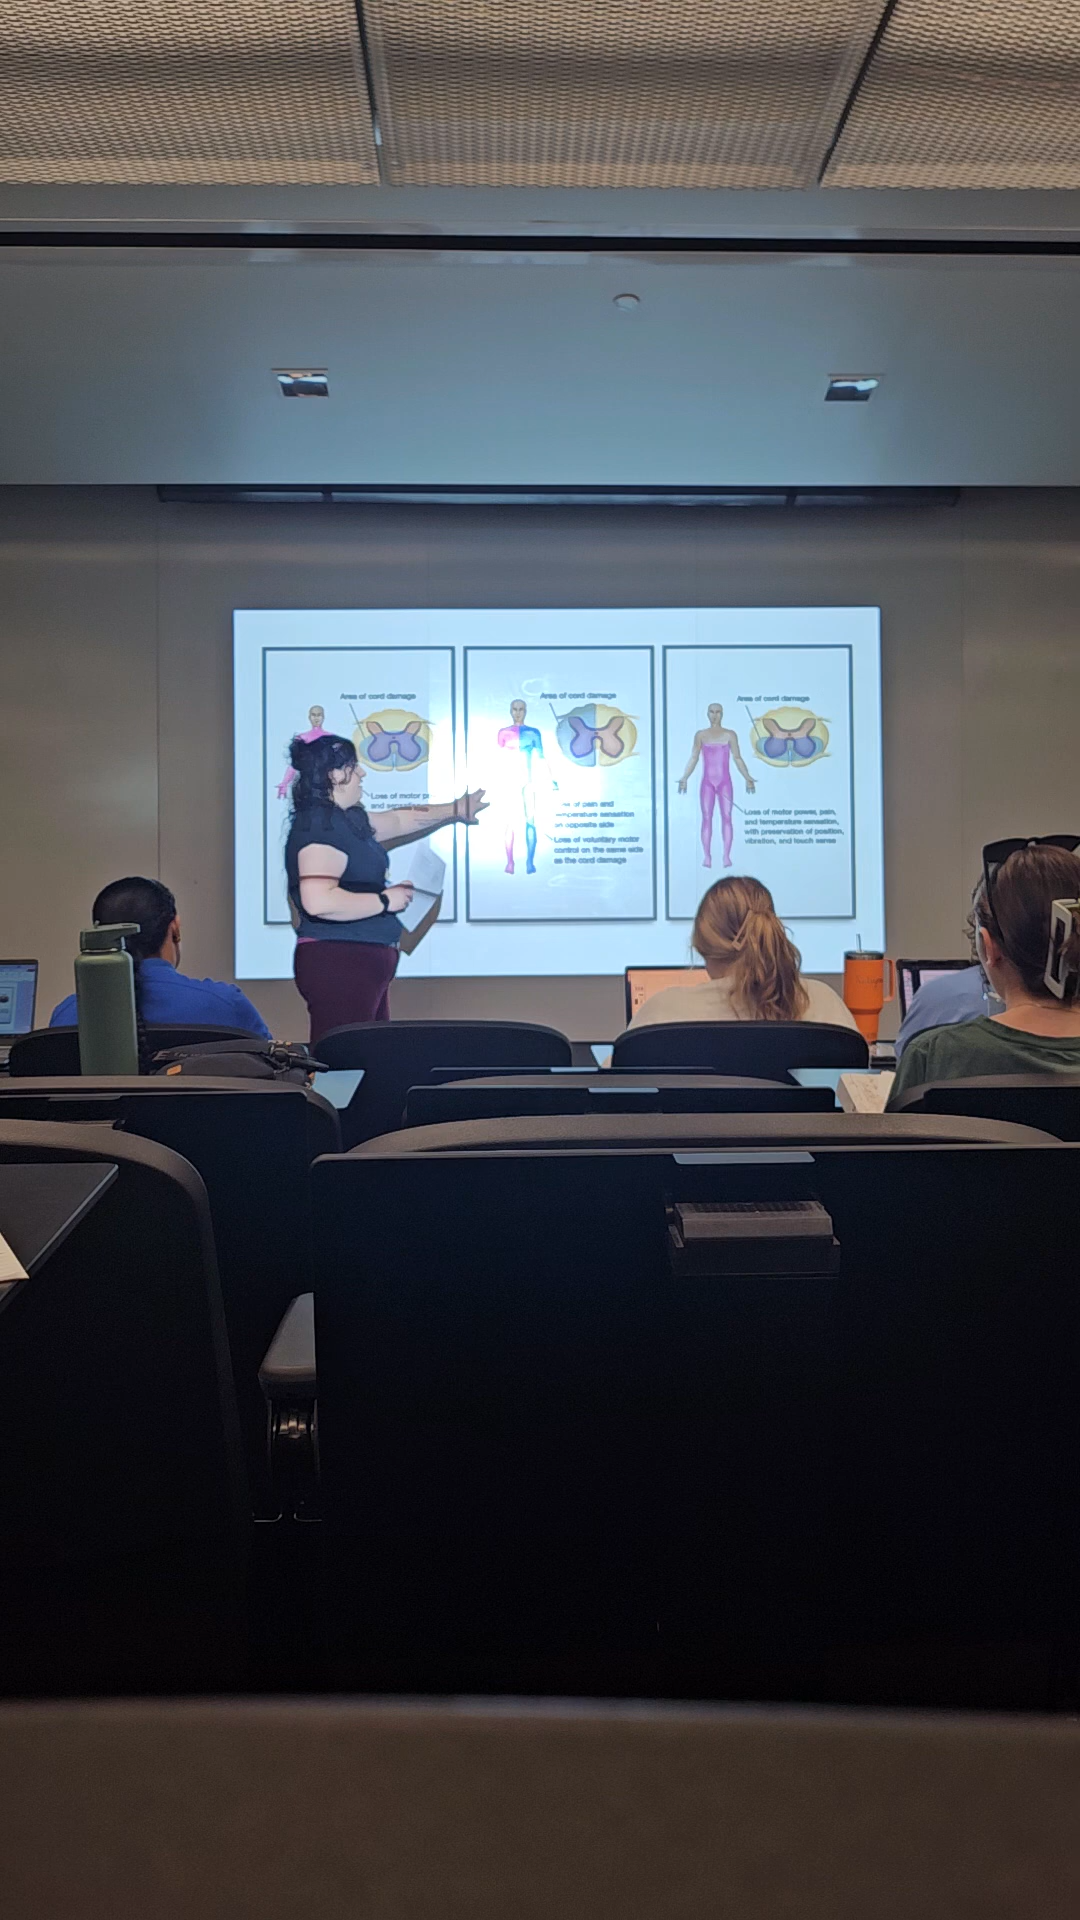 Area of cord damage
Loss of motor
and
Area of cord damage
of pain and
temperature sensation
on opposite side
Loss of voluntary motor
control on the same side
as the cord damage
Area of cord damage
Loss of motor power, pain,
and temperature sensation,
with preservation of position,
vibration, and touch sense